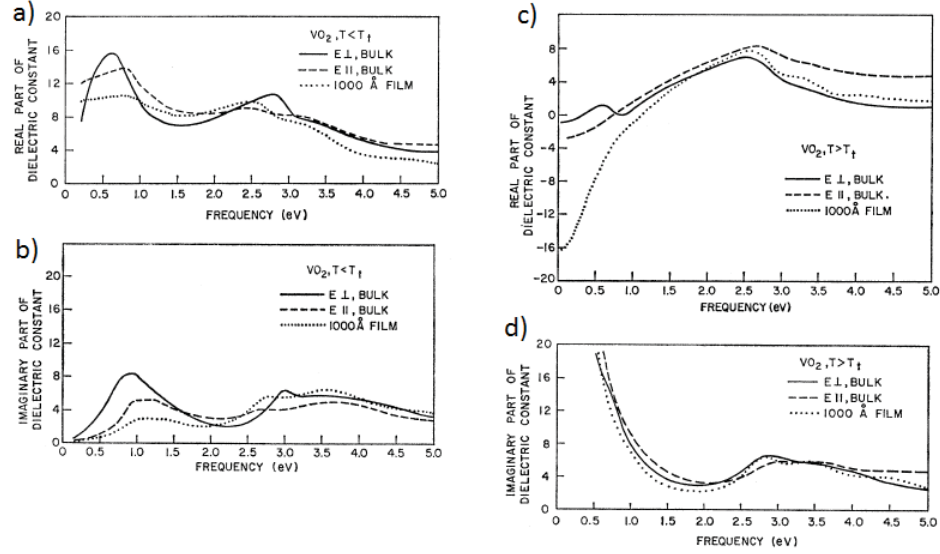 a)
VO₂, T<Tₜ
E⊥, BULK
E II, BULK
1000 Å FILM
24
20
16
12
8
4
0
REAL PART OF
DIELECTRIC CONSTANT
0 0.5 1.0 1.5 2.0 2.5 3.0 3.5 4.0 4.5 5.0
FREQUENCY (eV)
b)
VO₂, T<Tₜ
E⊥, BULK
E II, BULK
1000 Å FILM
20
16
12
8
4
0
IMAGINARY PART OF
DIELECTRIC CONSTANT
0 0.5 1.0 1.5 2.0 2.5 3.0 3.5 4.0 4.5 5.0
FREQUENCY (eV)
c)
8
4
0
-4
-8
-12
-16
-20
REAL PART OF
DIELECTRIC CONSTANT
VO₂, T>Tₜ
E⊥, BULK
E II, BULK.
1000 Å FILM
0 0.5 1.0 1.5 2.0 2.5 3.0 3.5 4.0 4.5 5.0
FREQUENCY (eV)
d)
20
16
12
8
4
0
IMAGINARY PART OF
DIELECTRIC CONSTANT
VO₂, T>Tₜ
E⊥, BULK
E II, BULK
1000 Å FILM
0 0.5 1.0 1.5 2.0 2.5 3.0 3.5 4.0 4.5 5.0
FREQUENCY (eV)